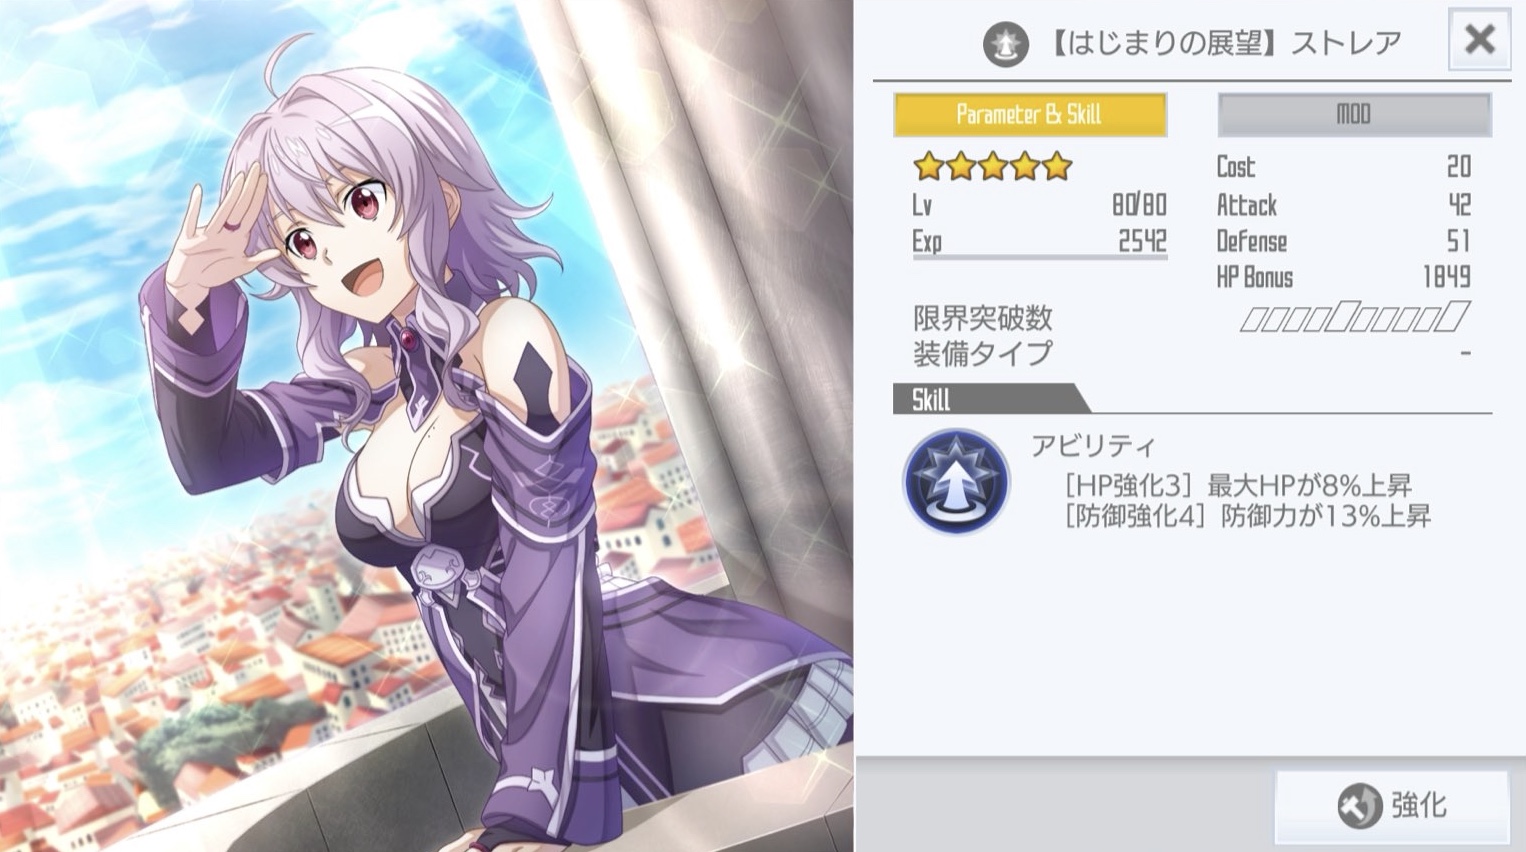 【はじまりの展望】ストレア
Parameter & Skill
MOD
Lv 80/80
Exp 2542
Cost 20
Attack 42
Defense 51
HP Bonus 1849
限界突破数
装備タイプ -
Skill
アビリティ
［HP強化3］最大HPが8%上昇
［防御強化4］防御力が13%上昇
強化